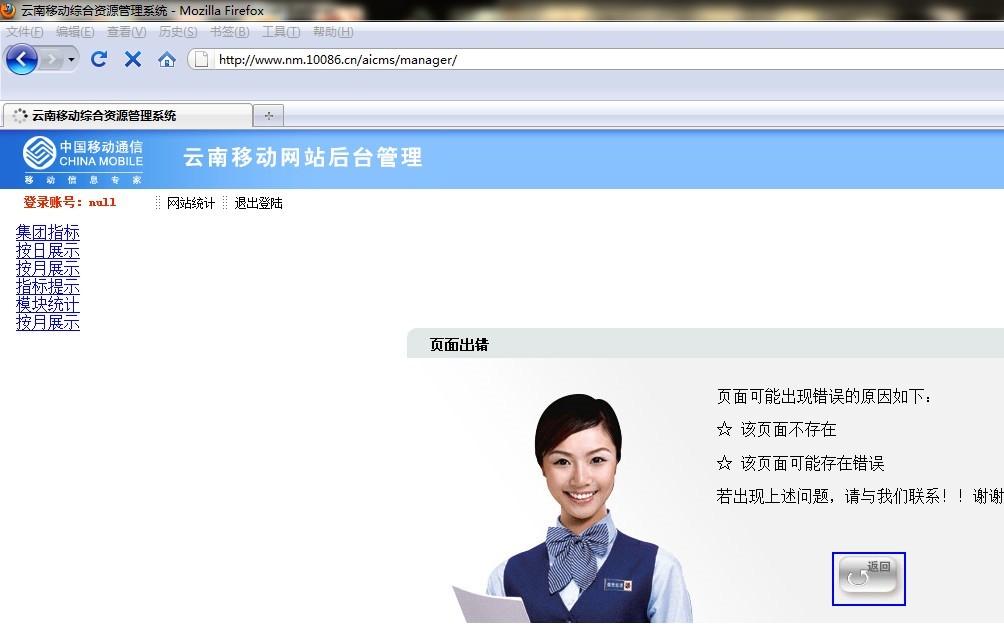 云南移动综合资源管理系统 - Mozilla Firefox
文件(F) 编辑(E) 查看(V) 历史(S) 书签(B) 工具(T) 帮助(H)
http://www.nm.10086.cn/aicms/manager/
云南移动综合资源管理系统
中国移动通信
CHINA MOBILE
移动信息专家
云南移动网站后台管理
登录账号：null 网站统计 退出登陆
集团指标
按日展示
按月展示
指标提示
模块统计
按月展示
页面出错
页面可能出现错误的原因如下：
☆ 该页面不存在
☆ 该页面可能存在错误
若出现上述问题，请与我们联系！！谢谢
返回